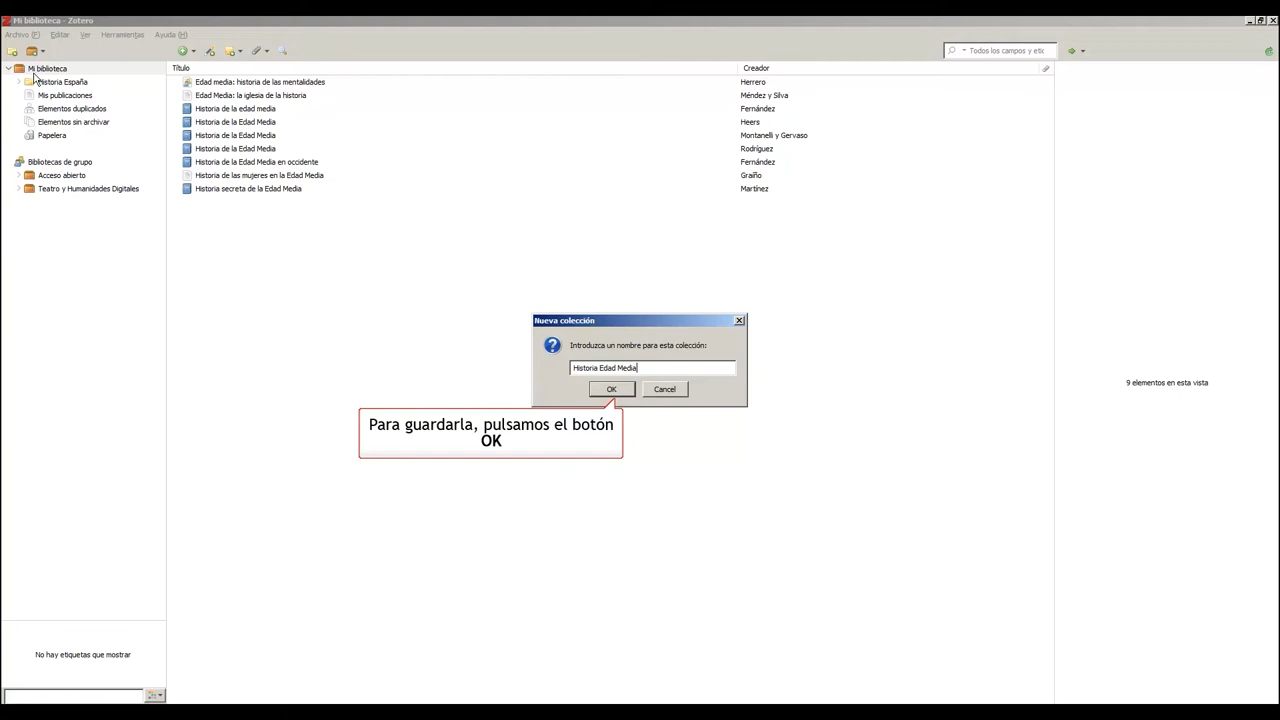 Mi biblioteca - Zotero
Archivo (F) Editar Ver Herramientas Ayuda (H)
Todos los campos y etic
Mi biblioteca
Historia España
Mis publicaciones
Elementos duplicados
Elementos sin archivar
Papelera
Bibliotecas de grupo
Acceso abierto
Teatro y Humanidades Digitales
Título Creador
Edad media: historia de las mentalidades Herrero
Edad Media: la iglesia de la historia Méndez y Silva
Historia de la edad media Fernández
Historia de la Edad Media Heers
Historia de la Edad Media Montanelli y Gervaso
Historia de la Edad Media Rodríguez
Historia de la Edad Media en occidente Fernández
Historia de las mujeres en la Edad Media Graíño
Historia secreta de la Edad Media Martínez
Nueva colección
Introduzca un nombre para esta colección:
Historia Edad Media
OK Cancel
Para guardarla, pulsamos el botón
OK
9 elementos en esta vista
No hay etiquetas que mostrar